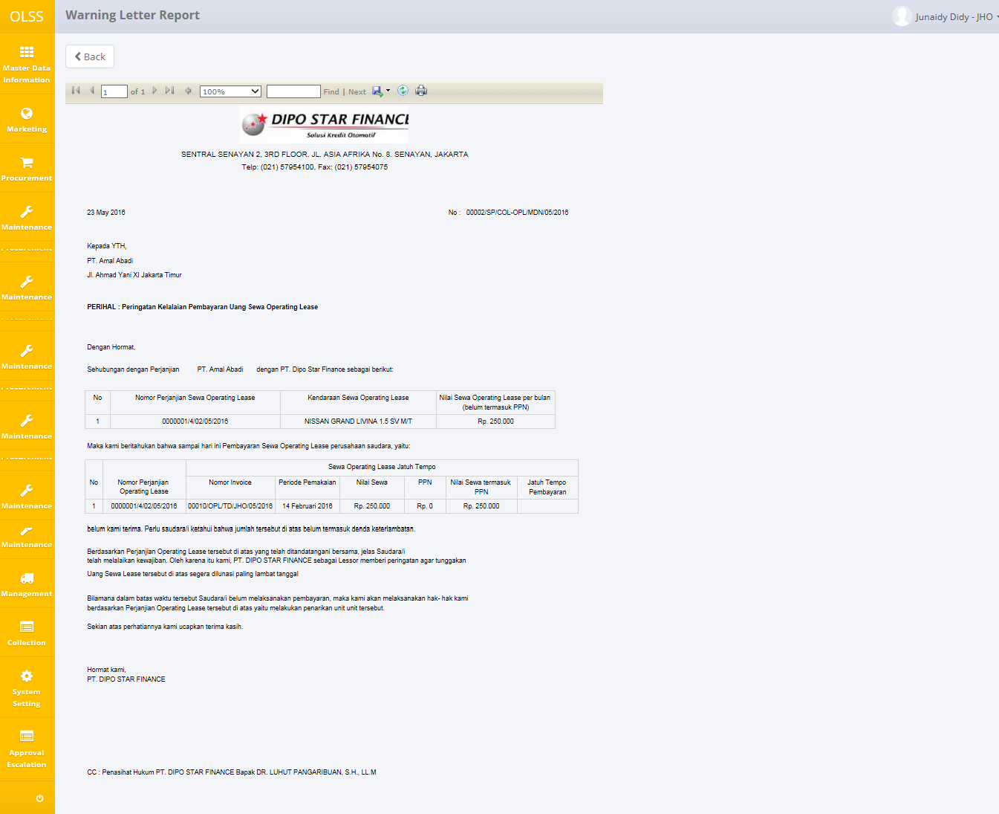 OLSS
Warning Letter Report
Junaidy Didy - JHO
Master Data
Information
Marketing
Procurement
Maintenance
Maintenance
Maintenance
Maintenance
Maintenance
Maintenance
Management
Collection
System
Setting
Approval
Escalation
Back
1 of 1 100% Find | Next
DIPO STAR FINANCE
Solusi Kredit Otomotif
SENTRAL SENAYAN 2, 3RD FLOOR. JL. ASIA AFRIKA No. 8. SENAYAN, JAKARTA
Telp: (021) 57954100, Fax: (021) 57954075
23 May 2016 No : 00002/SP/COL-OPL/MDN/05/2016
Kepada YTH,
PT. Amal Abadi
Jl. Ahmad Yani XI Jakarta Timur
PERIHAL : Peringatan Kelalaian Pembayaran Uang Sewa Operating Lease
Dengan Hormat,
Sehubungan dengan Perjanjian PT. Amal Abadi dengan PT. Dipo Star Finance sebagai berikut:
No Nomor Perjanjian Sewa Operating Lease Kendaraan Sewa Operating Lease Nilai Sewa Operating Lease per bulan
(belum termasuk PPN)
1 0000001/4/02/05/2016 NISSAN GRAND LIVINA 1.5 SV M/T Rp. 250.000
Maka kami beritahukan bahwa sampai hari ini Pembayaran Sewa Operating Lease perusahaan saudara, yaitu:
Sewa Operating Lease Jatuh Tempo
No Nomor Perjanjian Nomor Invoice Periode Pemakaian Nilai Sewa PPN Nilai Sewa termasuk Jatuh Tempo
Operating Lease PPN Pembayaran
1 0000001/4/02/05/2016 00010/OPL/TD/JHO/05/2016 14 Februari 2016 Rp. 250.000 Rp. 0 Rp. 250.000
belum kami terima. Perlu saudara/i ketahui bahwa jumlah tersebut di atas belum termasuk denda keterlambatan.
Berdasarkan Perjanjian Operating Lease tersebut di atas yang telah ditandatangani bersama, jelas Saudara/i
telah melalaikan kewajiban. Oleh karena itu kami, PT. DIPO STAR FINANCE sebagai Lessor memberi peringatan agar tunggakan
Uang Sewa Lease tersebut di atas segera dilunasi paling lambat tanggal
Bilamana dalam batas waktu tersebut Saudara/i belum melaksanakan pembayaran, maka kami akan melaksanakan hak- hak kami
berdasarkan Perjanjian Operating Lease tersebut di atas yaitu melakukan penarikan unit unit tersebut.
Sekian atas perhatiannya kami ucapkan terima kasih.
Hormat kami,
PT. DIPO STAR FINANCE
CC : Penasihat Hukum PT. DIPO STAR FINANCE Bapak DR. LUHUT PANGARIBUAN, S.H., LL.M